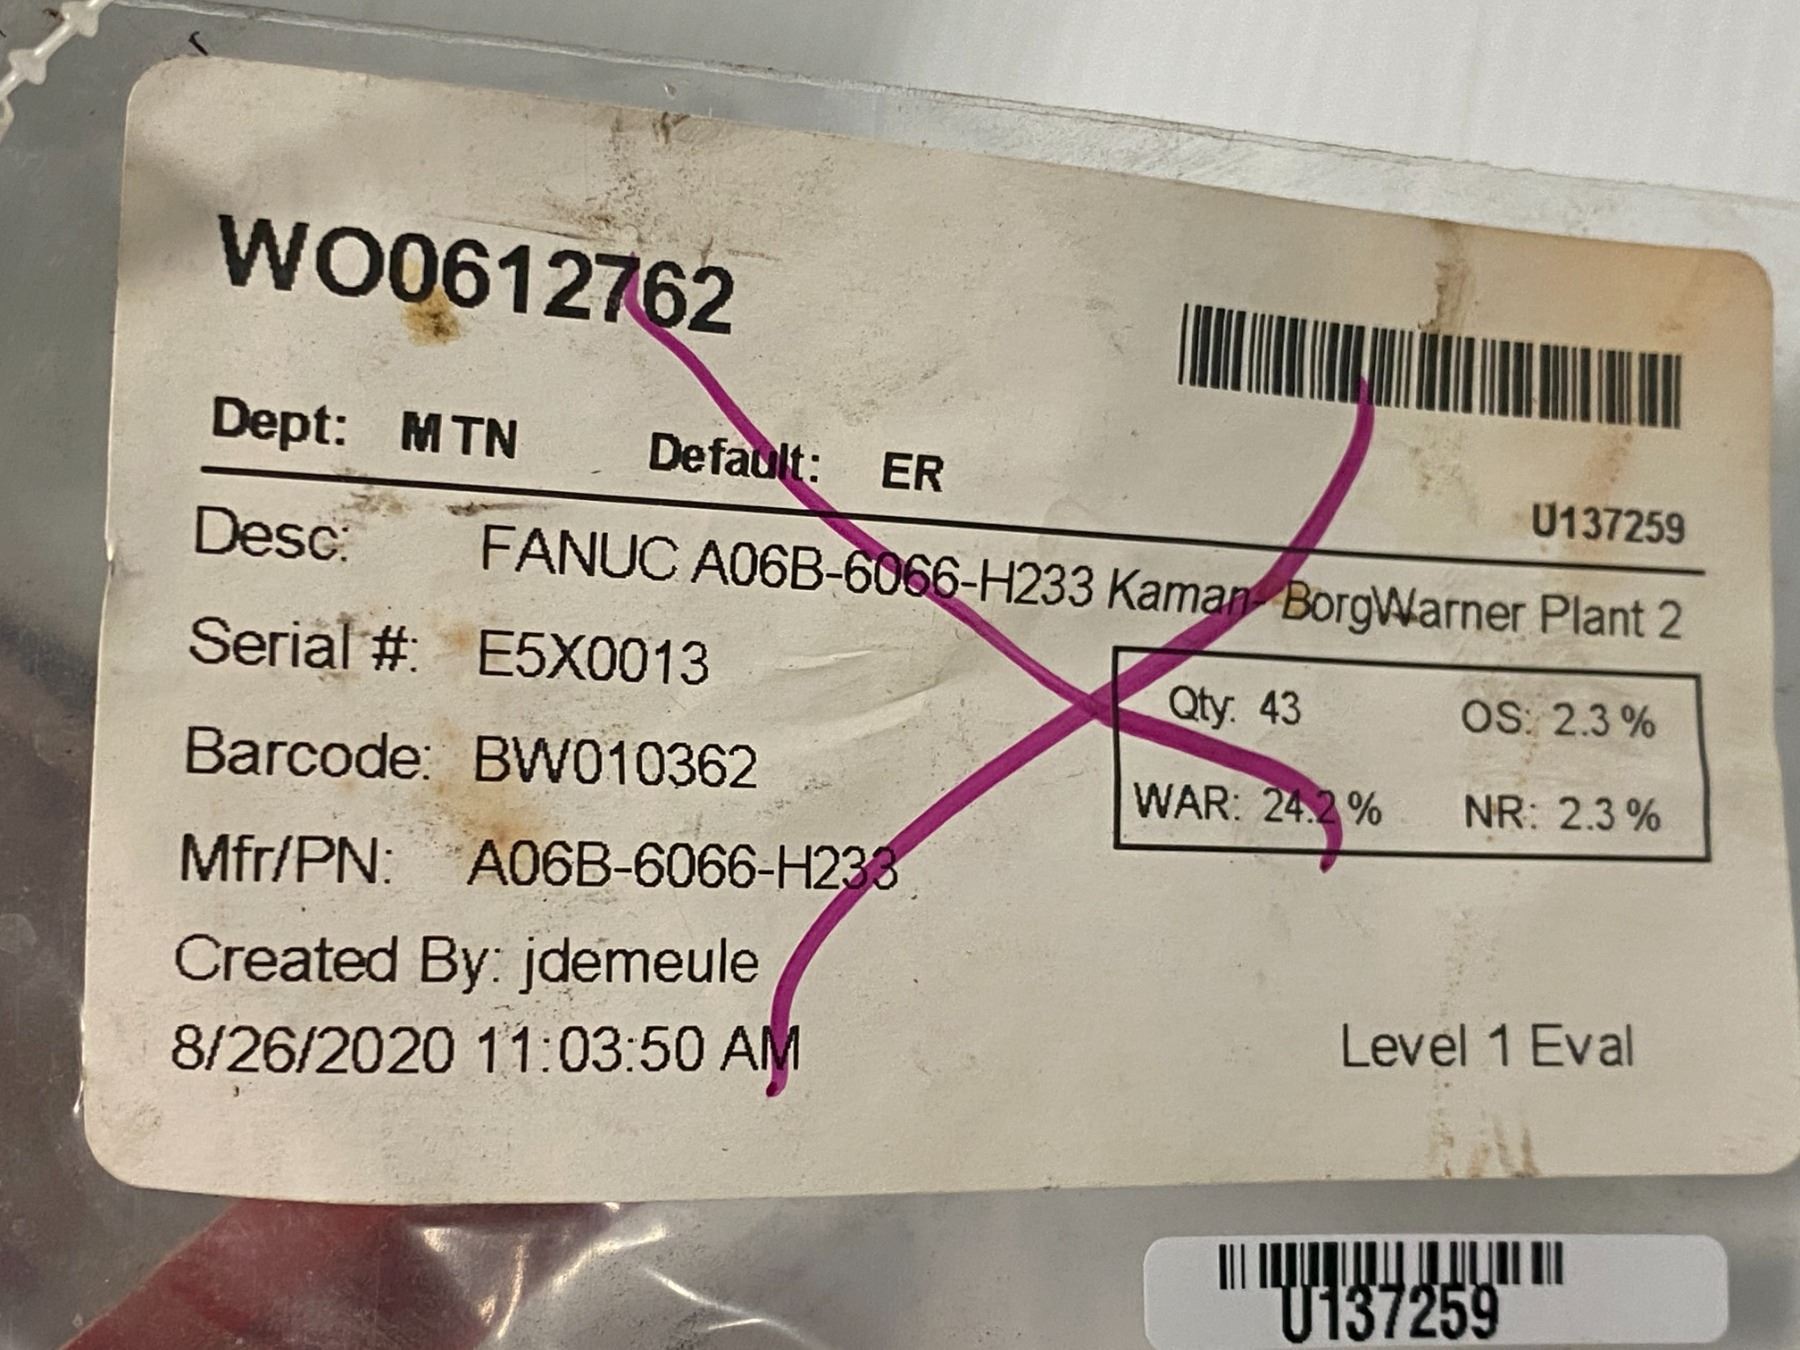 WO0612762
Dept: MTN Default: ER
U137259
Desc: FANUC A06B-6066-H233 Kaman- BorgWarner Plant 2
Serial #: E5X0013
Qty: 43 OS: 2.3 %
Barcode: BW010362
WAR: 24.2 % NR: 2.3 %
Mfr/PN: A06B-6066-H233
Created By: jdemeule
8/26/2020 11:03:50 AM
Level 1 Eval
U137259